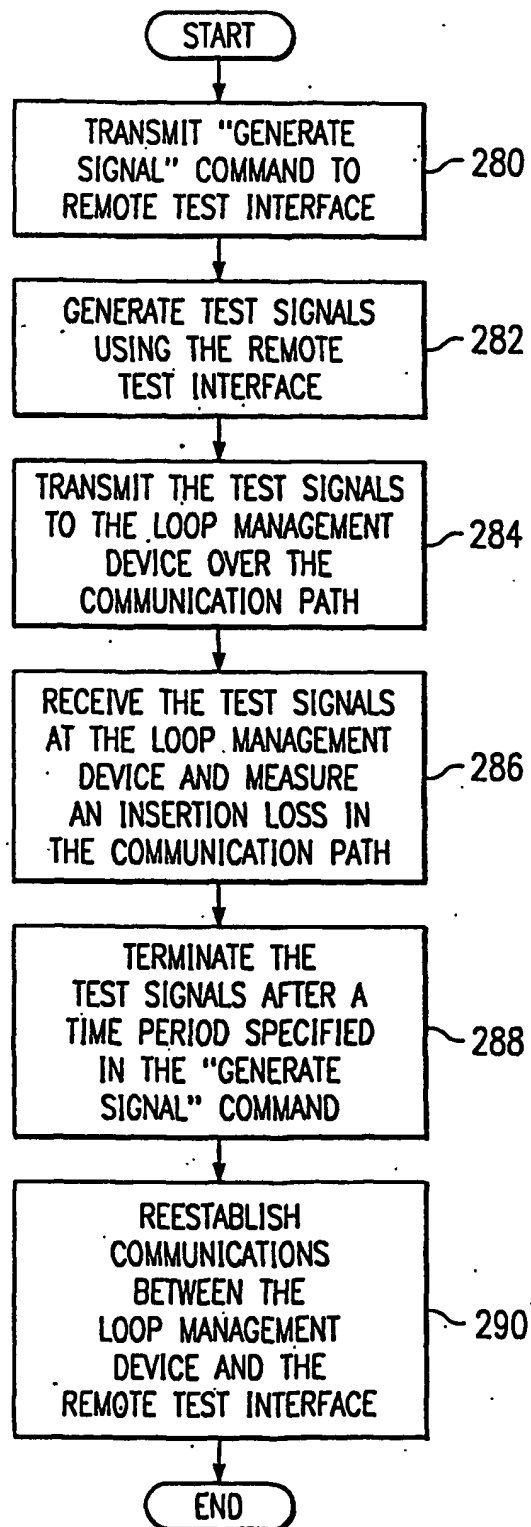 START
TRANSMIT "GENERATE
SIGNAL" COMMAND TO
REMOTE TEST INTERFACE
280
GENERATE TEST SIGNALS
USING THE REMOTE
TEST INTERFACE
282
TRANSMIT THE TEST SIGNALS
TO THE LOOP MANAGEMENT
DEVICE OVER THE
COMMUNICATION PATH
284
RECEIVE THE TEST SIGNALS
AT THE LOOP MANAGEMENT
DEVICE AND MEASURE
AN INSERTION LOSS IN
THE COMMUNICATION PATH
286
TERMINATE THE
TEST SIGNALS AFTER A
TIME PERIOD SPECIFIED
IN THE "GENERATE
SIGNAL" COMMAND
288
REESTABLISH
COMMUNICATIONS
BETWEEN THE
LOOP MANAGEMENT
DEVICE AND THE
REMOTE TEST INTERFACE
290
END